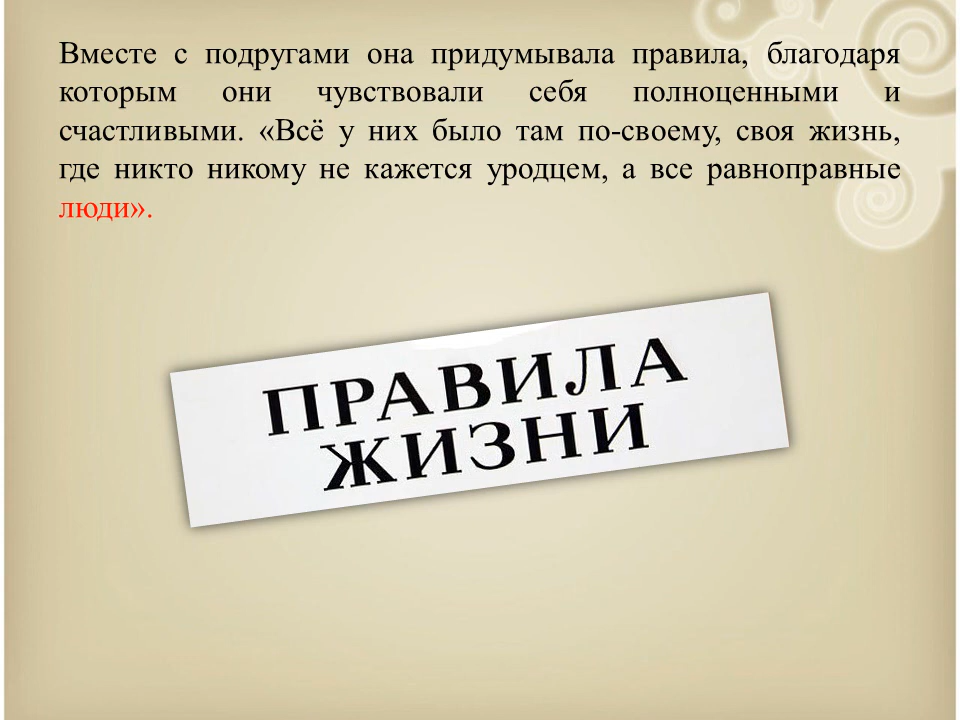 Вместе с подругами она придумывала правила, благодаря
которым они чувствовали себя полноценными и
счастливыми. «Всё у них было там по-своему, своя жизнь,
где никто никому не кажется уродцем, а все равноправные
люди».
ПРАВИЛА
ЖИЗНИ